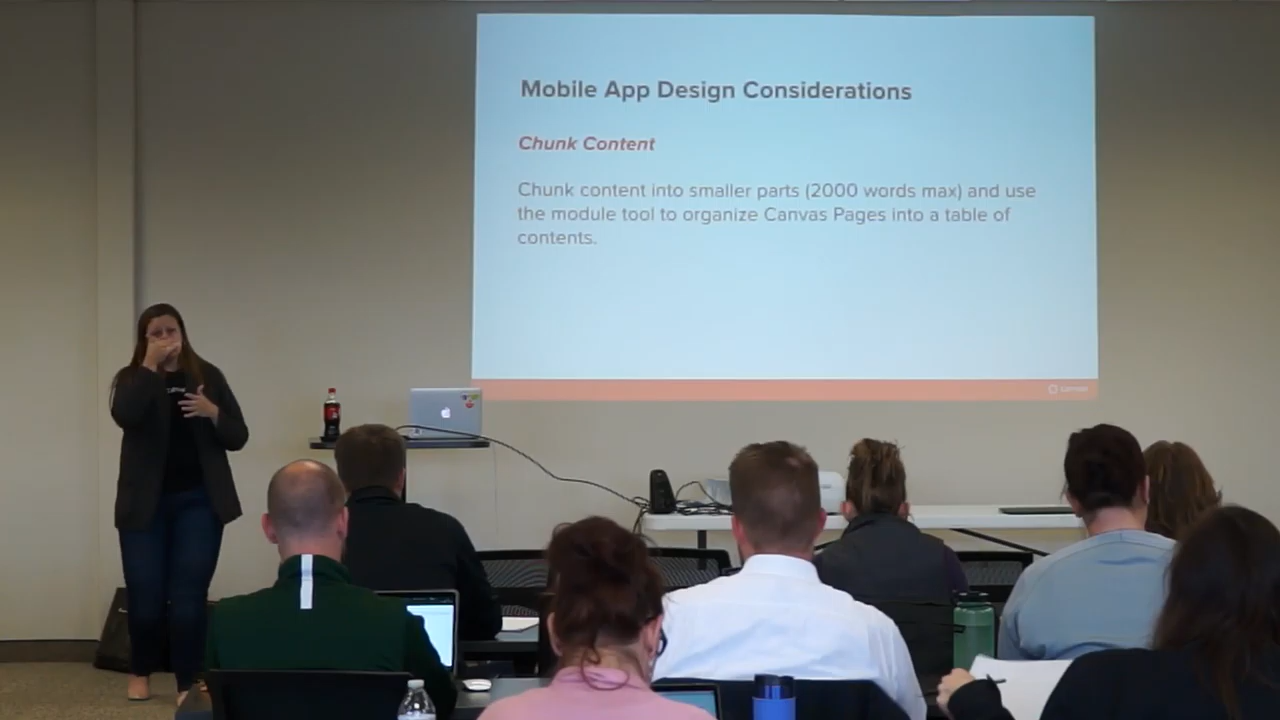 Mobile App Design Considerations
Chunk Content
Chunk content into smaller parts (2000 words max) and use
the module tool to organize Canvas Pages into a table of
contents.